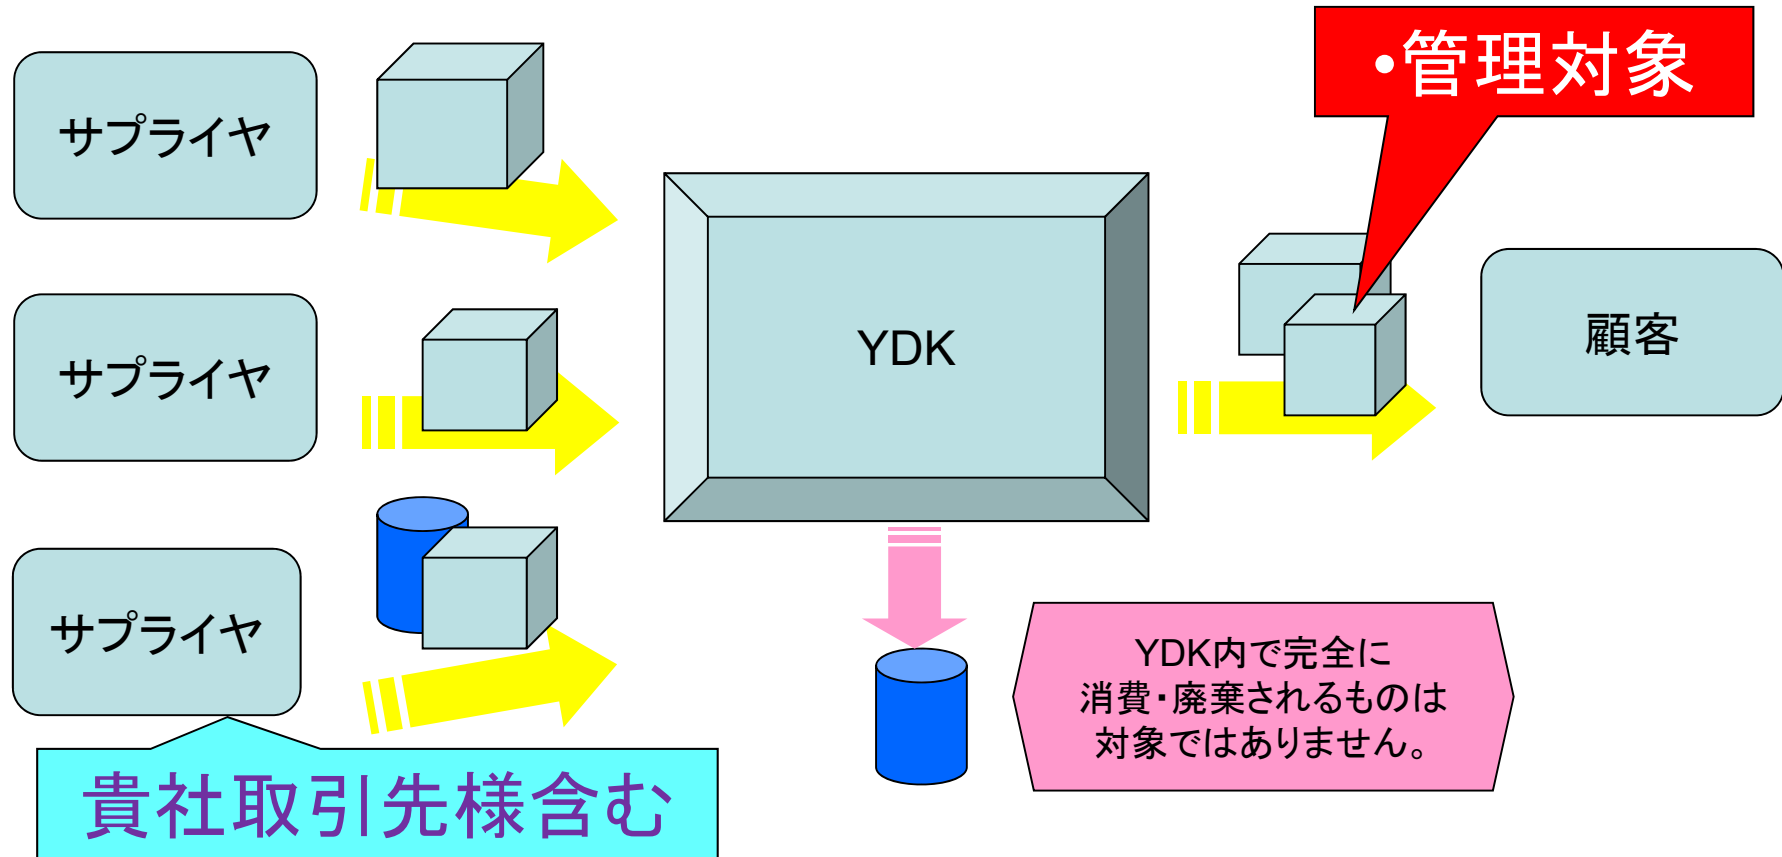 •管理対象
サプライヤ
サプライヤ
YDK
顧客
サプライヤ
YDK内で完全に
消費・廃棄されるものは
対象ではありません。
貴社取引先様含む